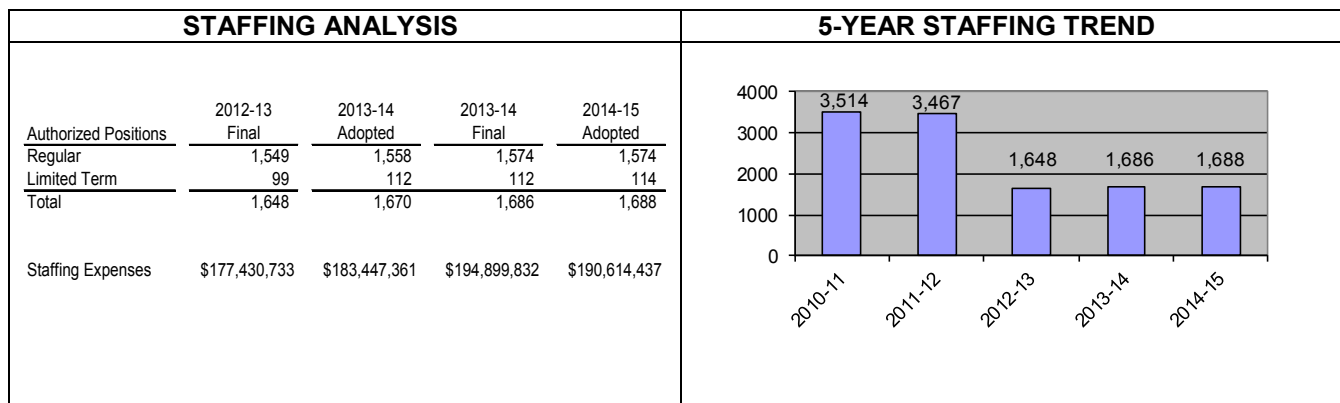 STAFFING ANALYSIS
2012-13 2013-14 2013-14 2014-15
Authorized Positions Final Adopted Final Adopted
Regular 1,549 1,558 1,574 1,574
Limited Term 99 112 112 114
Total 1,648 1,670 1,686 1,688
Staffing Expenses $177,430,733 $183,447,361 $194,899,832 $190,614,437
5-YEAR STAFFING TREND
4000
3000
2000
1000
0
3,514 3,467 1,648 1,686 1,688
2010-11 2011-12 2012-13 2013-14 2014-15